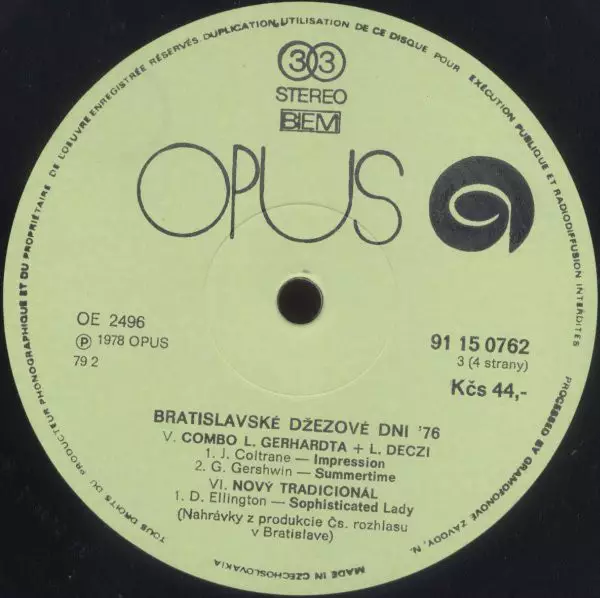 TOUS DROITS DU PRODUCTEUR PHONOGRAPHIQUE ET DU PROPRIÉTAIRE DE L'OEUVRE ENREGISTRÉE RÉSERVÉS. DUPLICATION, UTILISATION DE CE DISQUE POUR EXÉCUTION PUBLIQUE ET RADIODIFFUSION INTERDITES
33
STEREO
BIEM
OPUS
OE 2496
Ⓟ 1978 OPUS
79 2
91 15 0762
3 (4 strany)
Kčs 44,-
BRATISLAVSKÉ DŽEZOVÉ DNI '76
V. COMBO L. GERHARDTA + L. DECZI
1. J. Coltrane — Impression
2. G. Gershwin — Summertime
VI. NOVÝ TRADICIONÁL
1. D. Ellington — Sophisticated Lady
(Nahrávky z produkcie Čs. rozhlasu
v Bratislave)
PROCESSED BY GRAMOFONOVÉ ZÁVODY, N.
MADE IN CZECHOSLOVAKIA